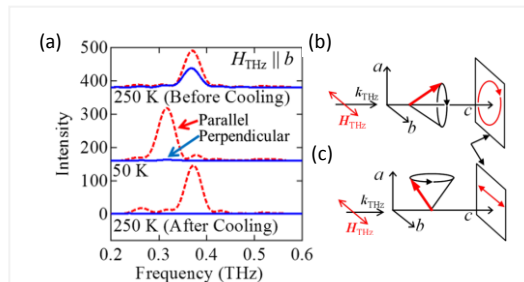 (a)
500
400
300
200
100
0
Intensity
H_THz ∥ b
250 K (Before Cooling)
Parallel
Perpendicular
50 K
250 K (After Cooling)
0.2 0.3 0.4 0.5 0.6
Frequency (THz)
(b)
a
k_THz
H_THz
b
c
(c)
a
k_THz
H_THz
b
c